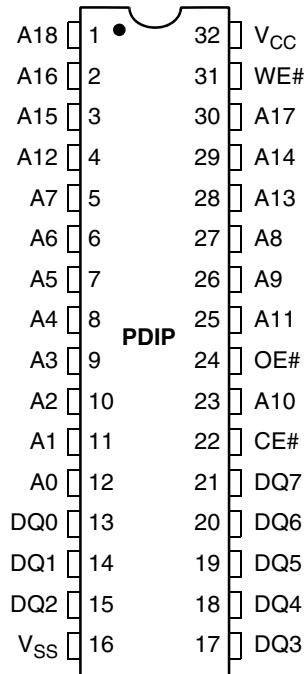 A18 1 32 VCC
A16 2 31 WE#
A15 3 30 A17
A12 4 29 A14
A7 5 28 A13
A6 6 27 A8
A5 7 26 A9
A4 8 25 A11
PDIP
A3 9 24 OE#
A2 10 23 A10
A1 11 22 CE#
A0 12 21 DQ7
DQ0 13 20 DQ6
DQ1 14 19 DQ5
DQ2 15 18 DQ4
VSS 16 17 DQ3